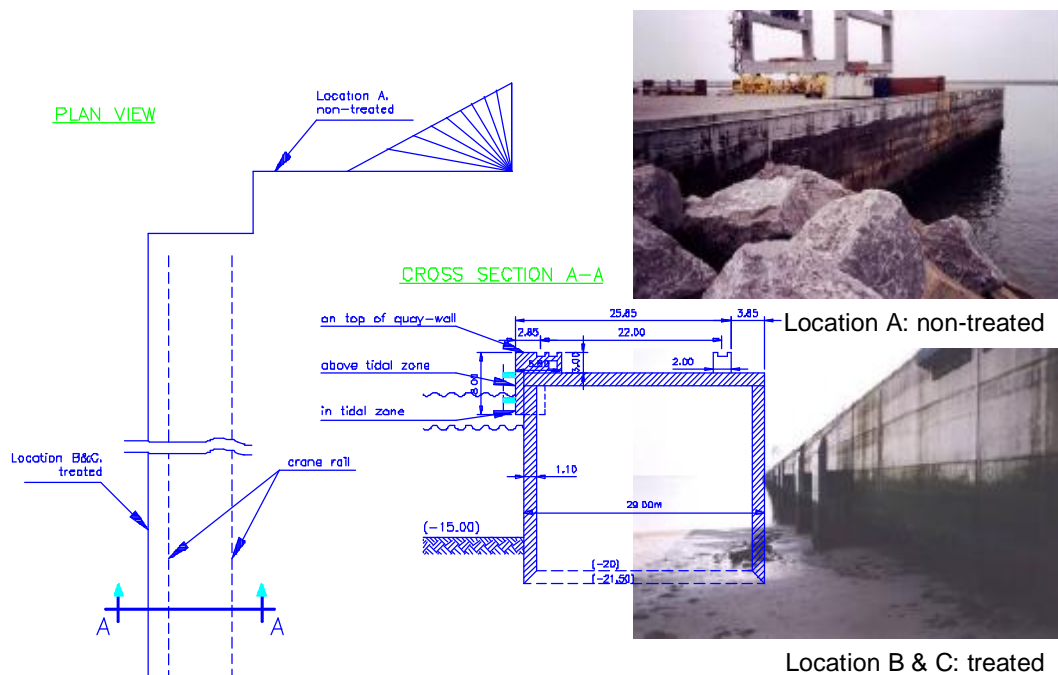 PLAN VIEW
Location A.
non-treated
CROSS SECTION A-A
on top of quay-wall
above tidal zone
in tidal zone
25.85
3.85
2.85
22.00
3.00
2.00
1.10
29.00m
(-15.00)
(-20)
(-21.50)
Location B&C.
treated
crane rail
A
A
Location A: non-treated
Location B & C: treated